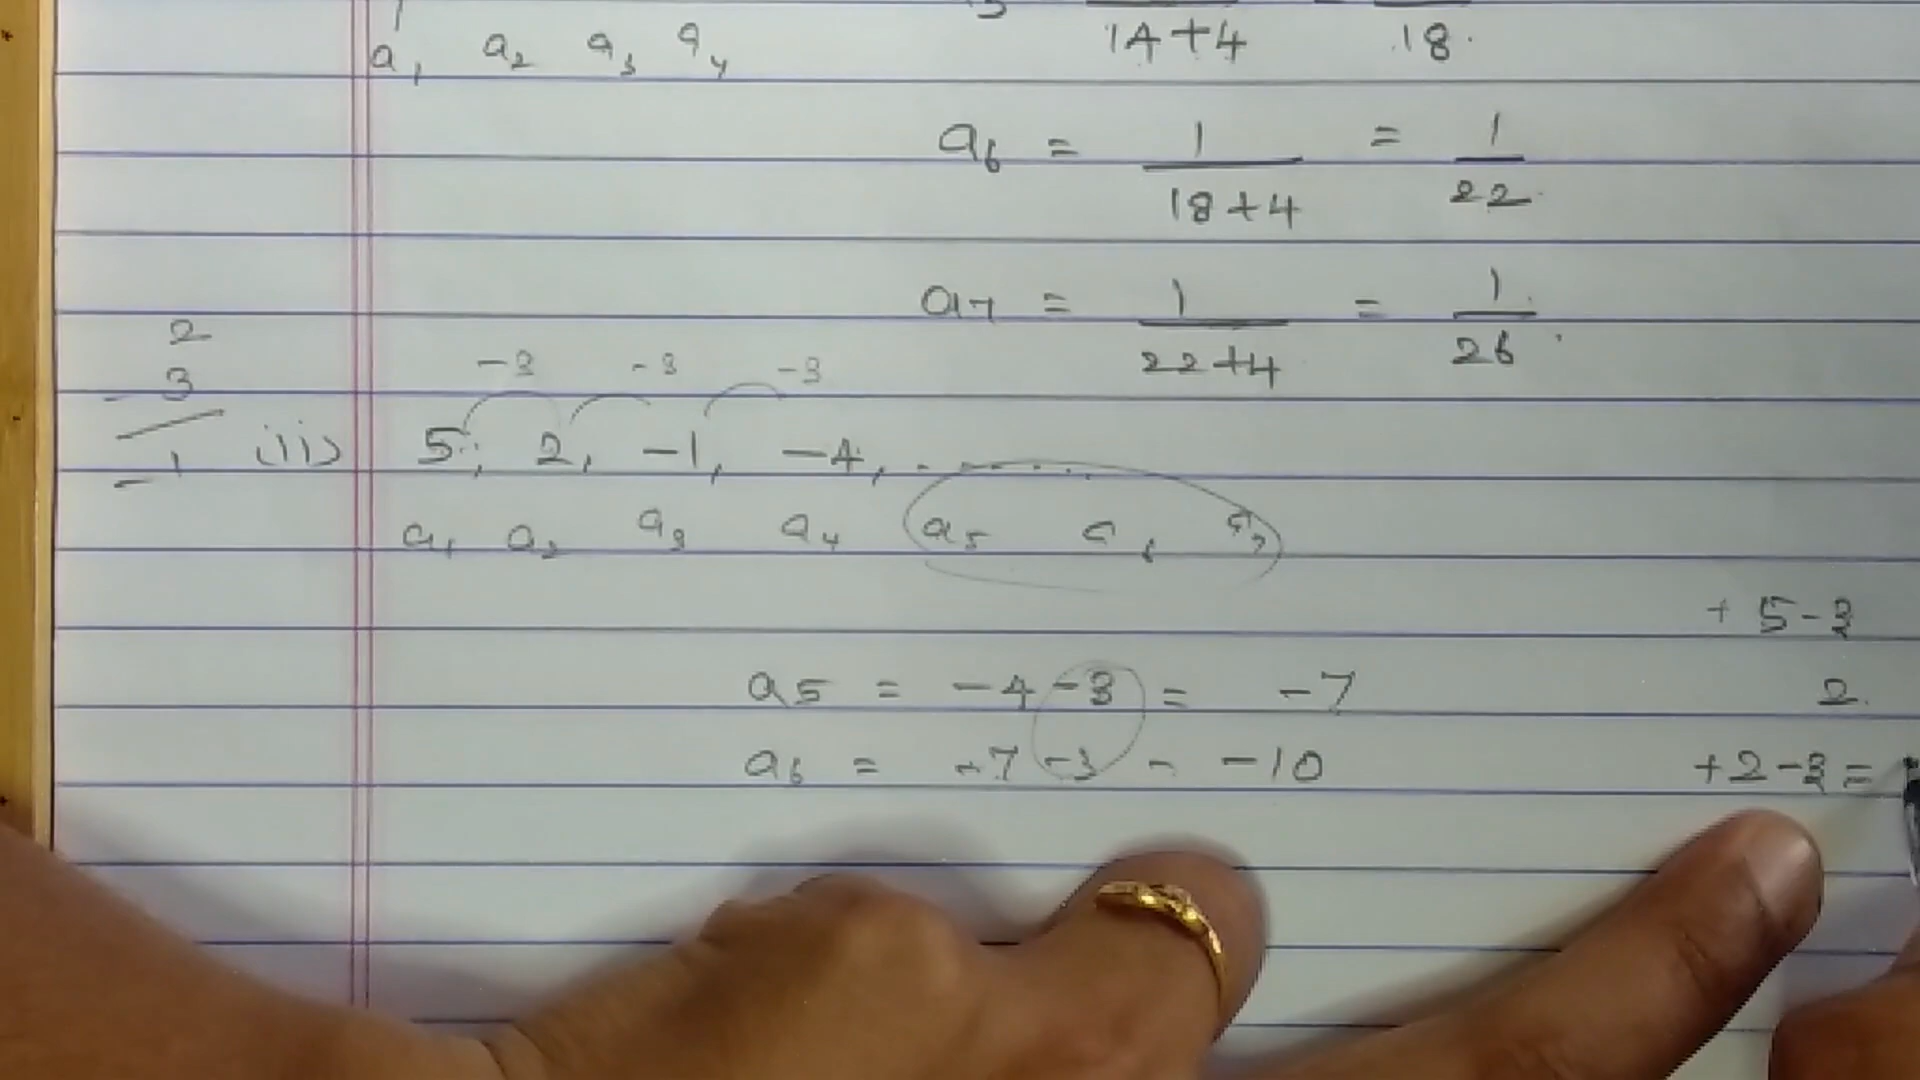 a1 a2 a3 a4
14+4 18.
a6 = 1/(18+4) = 1/22.
a7 = 1/(22+4) = 1/26.
2
3
-1
-3 -3 -3
(ii) 5, 2, -1, -4, ........
a1 a2 a3 a4 a5 a6 a7
+ 5-3
a5 = -4-3 = -7
2.
a6 = -7-3 - -10
+2-3=